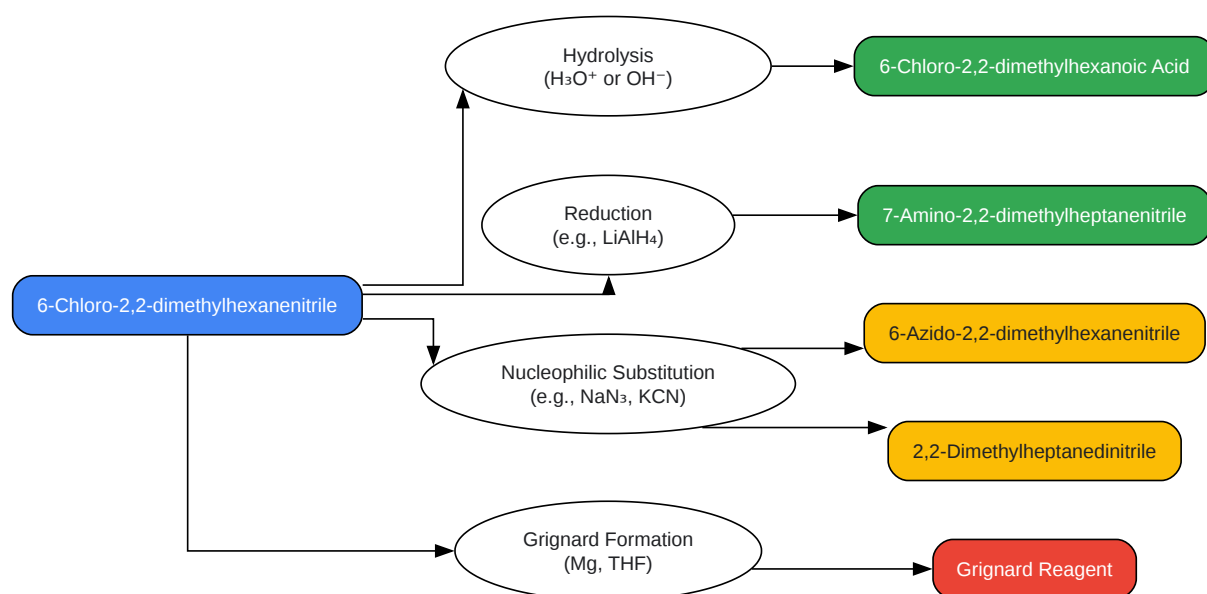 Hydrolysis
(H₃O⁺ or OH⁻)
6-Chloro-2,2-dimethylhexanoic Acid
Reduction
(e.g., LiAlH₄)
7-Amino-2,2-dimethylheptanenitrile
6-Chloro-2,2-dimethylhexanenitrile
Nucleophilic Substitution
(e.g., NaN₃, KCN)
6-Azido-2,2-dimethylhexanenitrile
2,2-Dimethylheptanedinitrile
Grignard Formation
(Mg, THF)
Grignard Reagent